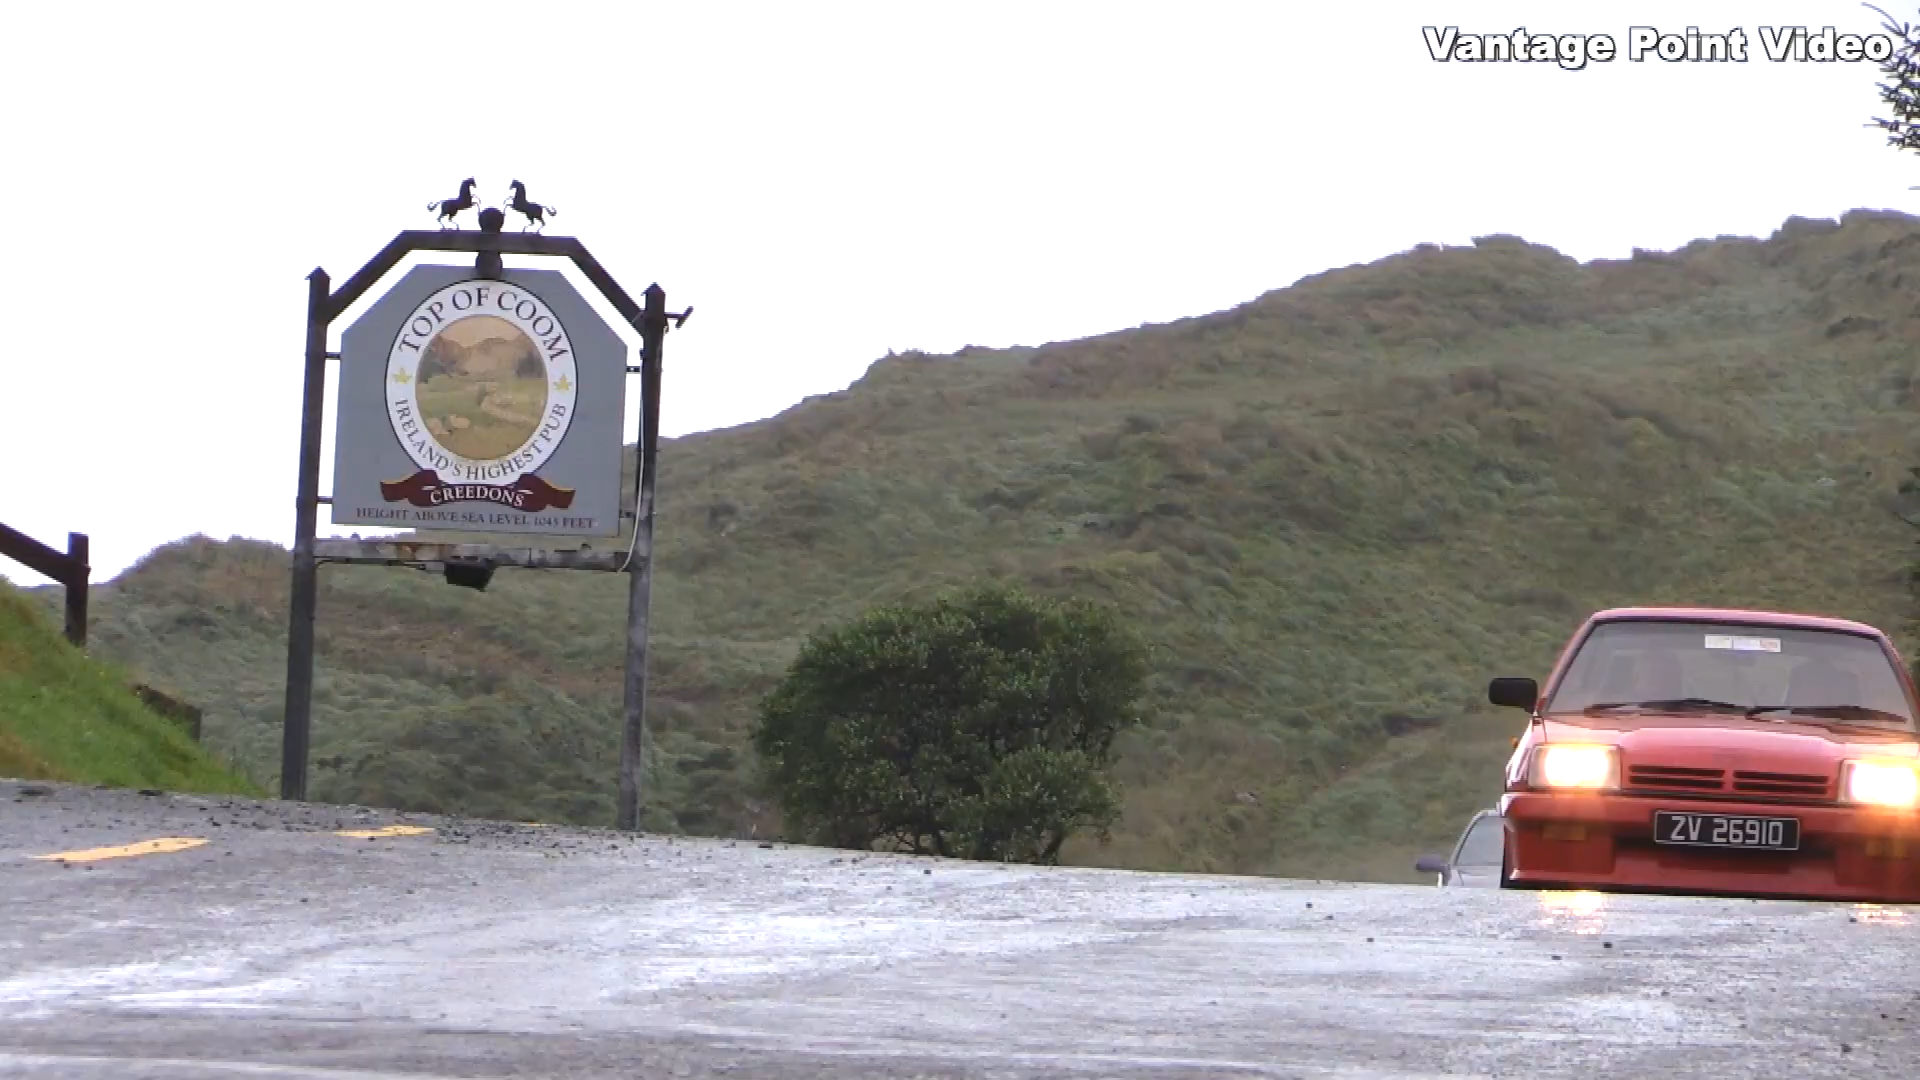 Vantage Point Video
TOP OF COOM
IRELAND'S HIGHEST PUB
CREEDONS
HEIGHT ABOVE SEA LEVEL 1045 FEET
ZV 26910